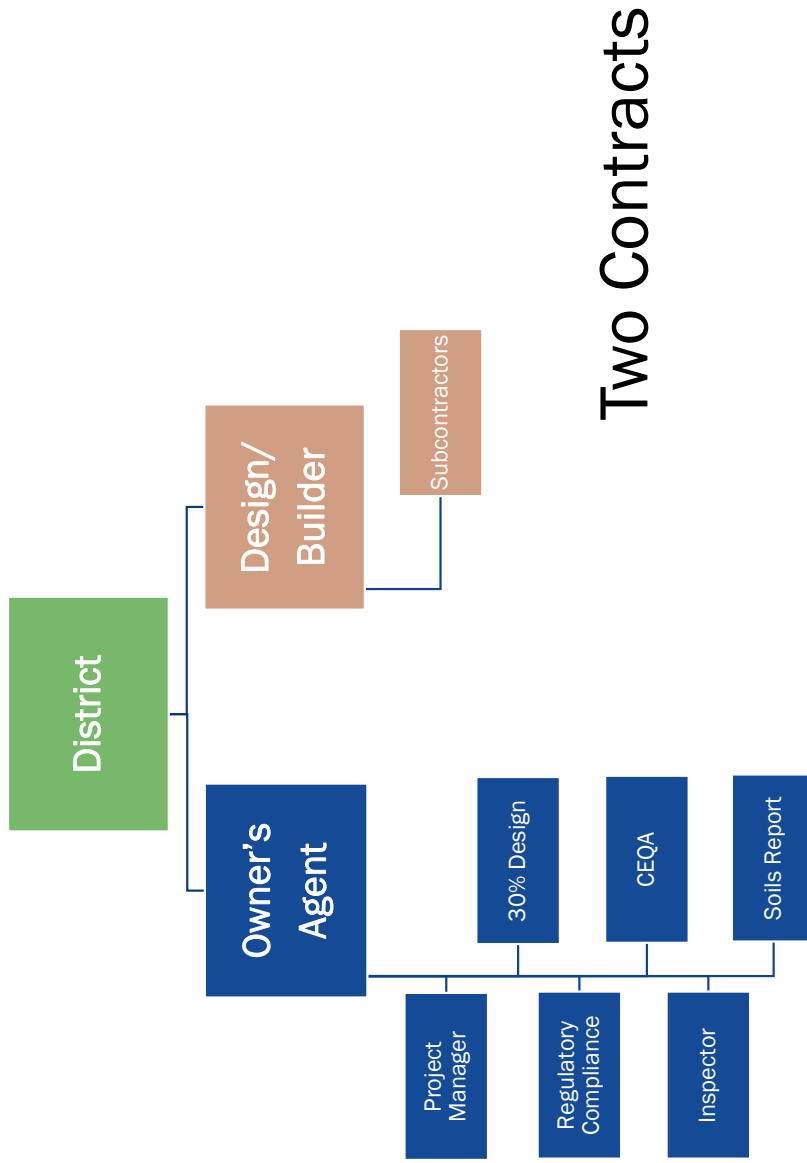 District
Owner's
Agent
Design/
Builder
Project
Manager
30% Design
Regulatory
Compliance
CEQA
Inspector
Soils Report
Subcontractors
Two Contracts